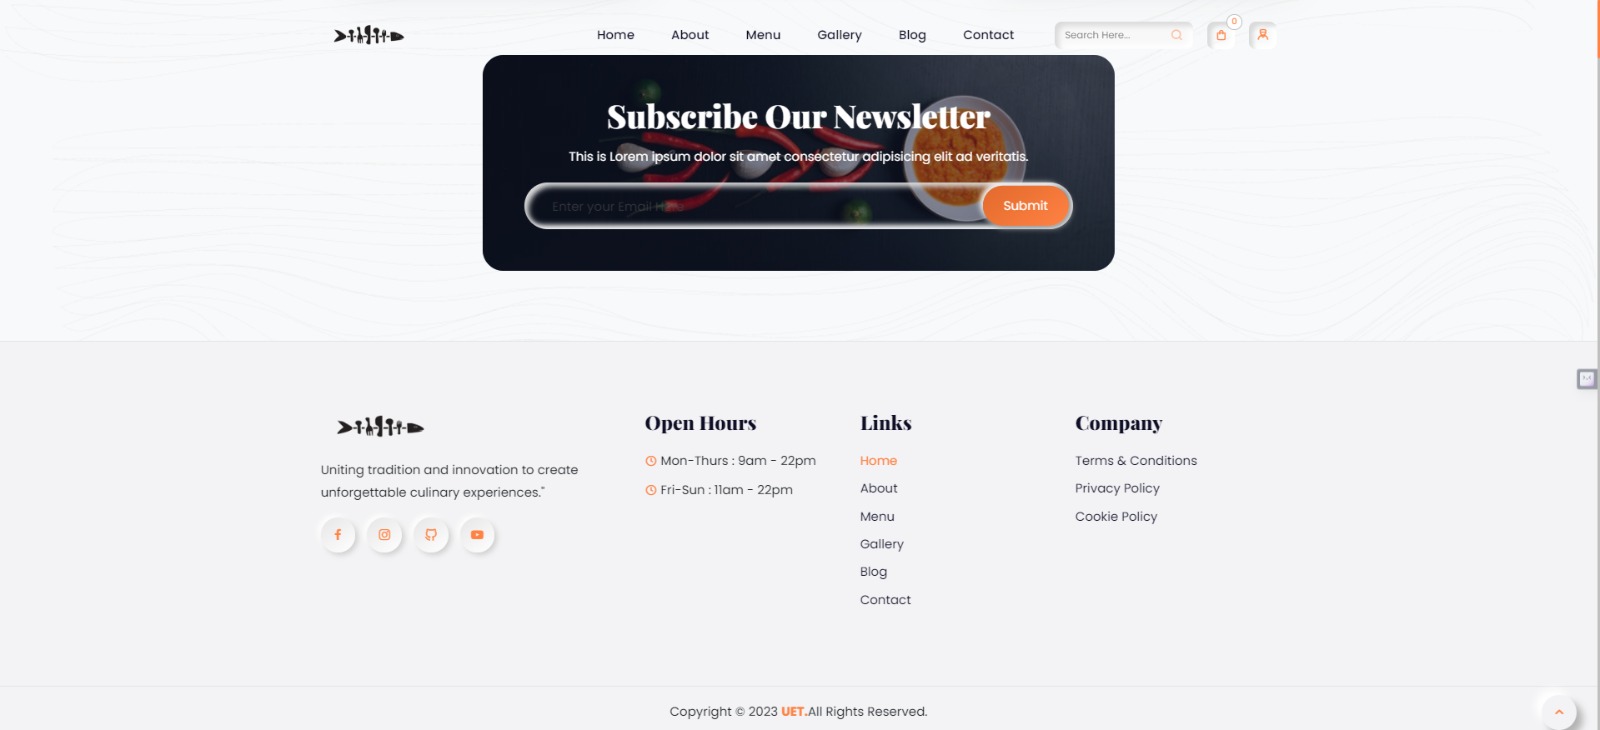 Home About Menu Gallery Blog Contact Search Here... 0
Subscribe Our Newsletter
This is Lorem ipsum dolor sit amet consectetur adipisicing elit ad veritatis.
Enter your Email Here Submit
Uniting tradition and innovation to create
unforgettable culinary experiences."
Open Hours
Mon-Thurs : 9am - 22pm
Fri-Sun : 11am - 22pm
Links
Home
About
Menu
Gallery
Blog
Contact
Company
Terms & Conditions
Privacy Policy
Cookie Policy
Copyright © 2023 UET.All Rights Reserved.